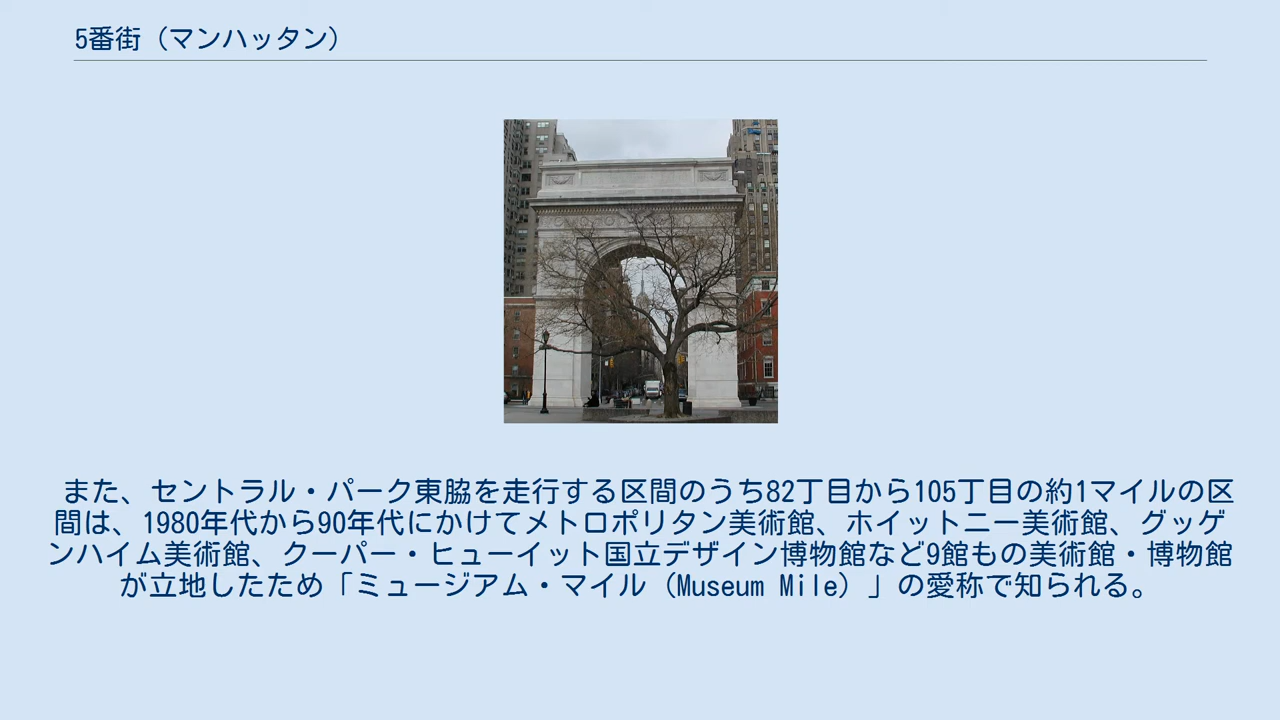 5番街（マンハッタン）
また、セントラル・パーク東脇を走行する区間のうち82丁目から105丁目の約1マイルの区
間は、1980年代から90年代にかけてメトロポリタン美術館、ホイットニー美術館、グッゲ
ンハイム美術館、クーパー・ヒューイット国立デザイン博物館など9館もの美術館・博物館
が立地したため「ミュージアム・マイル（Museum Mile）」の愛称で知られる。